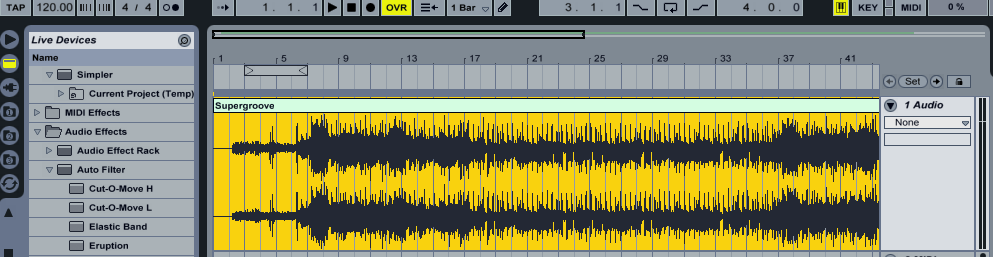 TAP 120.00 4 / 4 1. 1. 1 OVR 1 Bar 3. 1. 1 4. 0. 0 KEY MIDI 0 %
Live Devices
Name
Simpler
Current Project (Temp)
MIDI Effects
Audio Effects
Audio Effect Rack
Auto Filter
Cut-O-Move H
Cut-O-Move L
Elastic Band
Eruption
1 5 9 13 17 21 25 29 33 37 41
Set
Supergroove
1 Audio
None